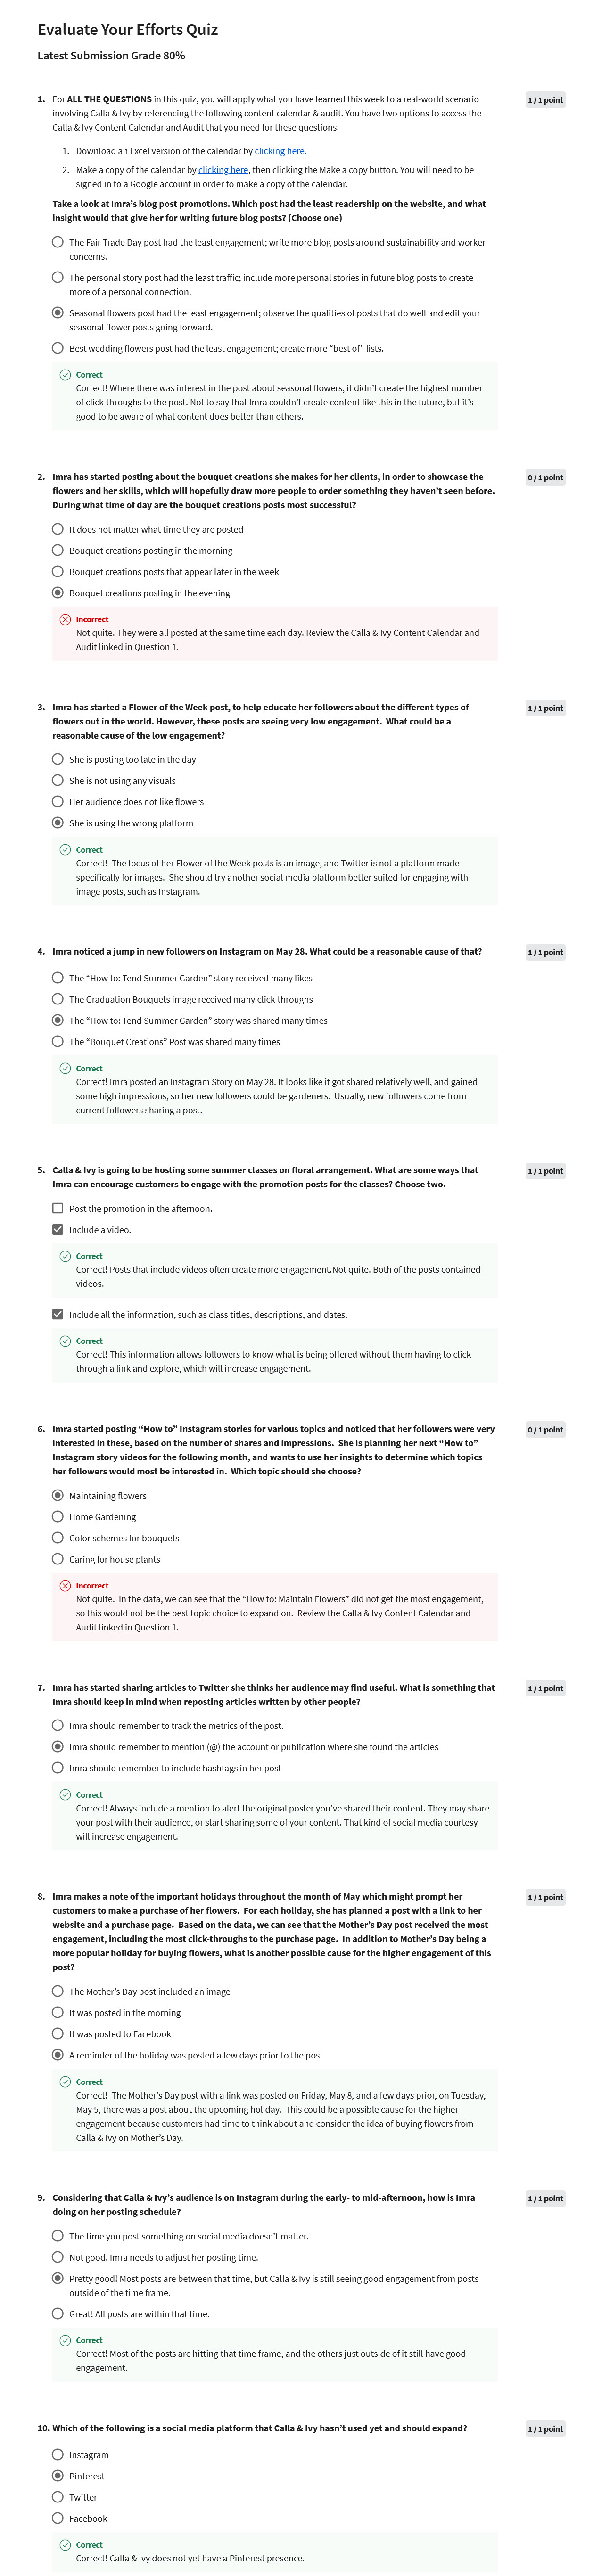 Evaluate Your Efforts Quiz
Latest Submission Grade 80%
1. For ALL THE QUESTIONS in this quiz, you will apply what you have learned this week to a real-world scenario
1 / 1 point
involving Calla & Ivy by referencing the following content calendar & audit. You have two options to access the
Calla & Ivy Content Calendar and Audit that you need for these questions.
1. Download an Excel version of the calendar by clicking here.
2. Make a copy of the calendar by clicking here, then clicking the Make a copy button. You will need to be
signed in to a Google account in order to make a copy of the calendar.
Take a look at Imra's blog post promotions. Which post had the least readership on the website, and what
insight would that give her for writing future blog posts? (Choose one)
The Fair Trade Day post had the least engagement; write more blog posts around sustainability and worker
concerns.
The personal story post had the least traffic; include more personal stories in future blog posts to create
more of a personal connection.
Seasonal flowers post had the least engagement; observe the qualities of posts that do well and edit your
seasonal flower posts going forward.
Best wedding flowers post had the least engagement; create more “best of” lists.
Correct
Correct! Where there was interest in the post about seasonal flowers, it didn't create the highest number
of click-throughs to the post. Not to say that Imra couldn't create content like this in the future, but it's
good to be aware of what content does better than others.
2. Imra has started posting about the bouquet creations she makes for her clients, in order to showcase the
0 / 1 point
flowers and her skills, which will hopefully draw more people to order something they haven't seen before.
During what time of day are the bouquet creations posts most successful?
It does not matter what time they are posted
Bouquet creations posting in the morning
Bouquet creations posts that appear later in the week
Bouquet creations posting in the evening
Incorrect
Not quite. They were all posted at the same time each day. Review the Calla & Ivy Content Calendar and
Audit linked in Question 1.
3. Imra has started a Flower of the Week post, to help educate her followers about the different types of
1 / 1 point
flowers out in the world. However, these posts are seeing very low engagement. What could be a
reasonable cause of the low engagement?
She is posting too late in the day
She is not using any visuals
Her audience does not like flowers
She is using the wrong platform
Correct
Correct! The focus of her Flower of the Week posts is an image, and Twitter is not a platform made
specifically for images. She should try another social media platform better suited for engaging with
image posts, such as Instagram.
4. Imra noticed a jump in new followers on Instagram on May 28. What could be a reasonable cause of that?
1 / 1 point
The “How to: Tend Summer Garden” story received many likes
The Graduation Bouquets image received many click-throughs
The “How to: Tend Summer Garden” story was shared many times
The “Bouquet Creations” Post was shared many times
Correct
Correct! Imra posted an Instagram Story on May 28. It looks like it got shared relatively well, and gained
some high impressions, so her new followers could be gardeners. Usually, new followers come from
current followers sharing a post.
5. Calla & Ivy is going to be hosting some summer classes on floral arrangement. What are some ways that
1 / 1 point
Imra can encourage customers to engage with the promotion posts for the classes? Choose two.
Post the promotion in the afternoon.
Include a video.
Correct
Correct! Posts that include videos often create more engagement.Not quite. Both of the posts contained
videos.
Include all the information, such as class titles, descriptions, and dates.
Correct
Correct! This information allows followers to know what is being offered without them having to click
through a link and explore, which will increase engagement.
6. Imra started posting “How to” Instagram stories for various topics and noticed that her followers were very
0 / 1 point
interested in these, based on the number of shares and impressions. She is planning her next “How to”
Instagram story videos for the following month, and wants to use her insights to determine which topics
her followers would most be interested in. Which topic should she choose?
Maintaining flowers
Home Gardening
Color schemes for bouquets
Caring for house plants
Incorrect
Not quite. In the data, we can see that the “How to: Maintain Flowers” did not get the most engagement,
so this would not be the best topic choice to expand on. Review the Calla & Ivy Content Calendar and
Audit linked in Question 1.
7. Imra has started sharing articles to Twitter she thinks her audience may find useful. What is something that
1 / 1 point
Imra should keep in mind when reposting articles written by other people?
Imra should remember to track the metrics of the post.
Imra should remember to mention (@) the account or publication where she found the articles
Imra should remember to include hashtags in her post
Correct
Correct! Always include a mention to alert the original poster you've shared their content. They may share
your post with their audience, or start sharing some of your content. That kind of social media courtesy
will increase engagement.
8. Imra makes a note of the important holidays throughout the month of May which might prompt her
1 / 1 point
customers to make a purchase of her flowers. For each holiday, she has planned a post with a link to her
website and a purchase page. Based on the data, we can see that the Mother's Day post received the most
engagement, including the most click-throughs to the purchase page. In addition to Mother's Day being a
more popular holiday for buying flowers, what is another possible cause for the higher engagement of this
post?
The Mother's Day post included an image
It was posted in the morning
It was posted to Facebook
A reminder of the holiday was posted a few days prior to the post
Correct
Correct! The Mother's Day post with a link was posted on Friday, May 8, and a few days prior, on Tuesday,
May 5, there was a post about the upcoming holiday. This could be a possible cause for the higher
engagement because customers had time to think about and consider the idea of buying flowers from
Calla & Ivy on Mother's Day.
9. Considering that Calla & Ivy's audience is on Instagram during the early- to mid-afternoon, how is Imra
1 / 1 point
doing on her posting schedule?
The time you post something on social media doesn't matter.
Not good. Imra needs to adjust her posting time.
Pretty good! Most posts are between that time, but Calla & Ivy is still seeing good engagement from posts
outside of the time frame.
Great! All posts are within that time.
Correct
Correct! Most of the posts are hitting that time frame, and the others just outside of it still have good
engagement.
10. Which of the following is a social media platform that Calla & Ivy hasn't used yet and should expand?
1 / 1 point
Instagram
Pinterest
Twitter
Facebook
Correct
Correct! Calla & Ivy does not yet have a Pinterest presence.